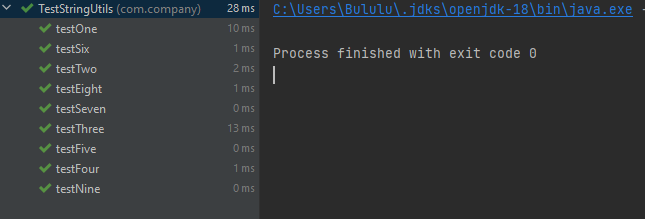 TestStringUtils (com.company) 28 ms
testOne 10 ms
testSix 1 ms
testTwo 2 ms
testEight 1 ms
testSeven 0 ms
testThree 13 ms
testFive 0 ms
testFour 1 ms
testNine 0 ms
C:\Users\Bululu\.jdks\openjdk-18\bin\java.exe -
Process finished with exit code 0